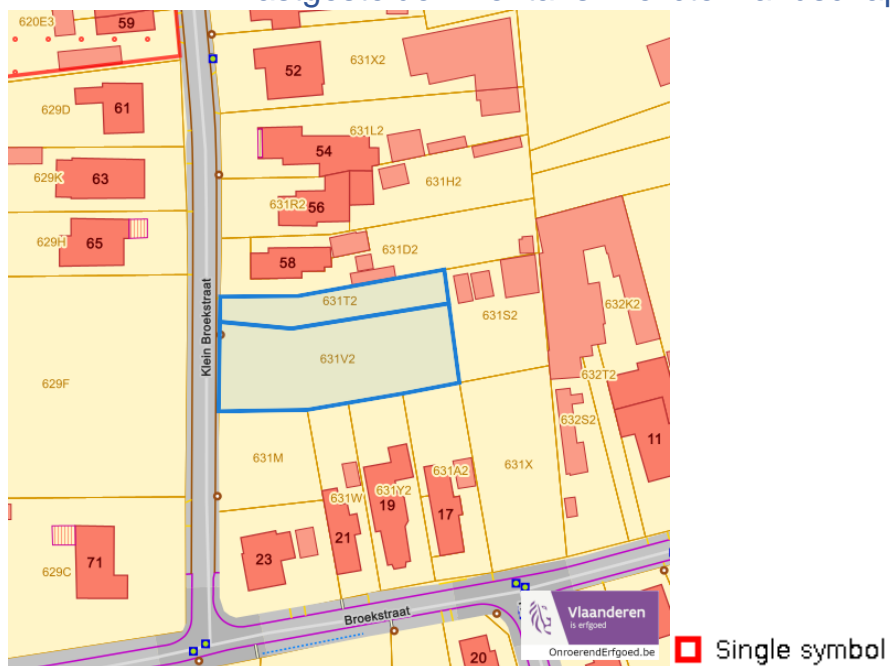 620E3
59
52
631X2
629D
61
54
631L2
629K
63
631H2
631R2
56
629H
65
58
631D2
631T2
631S2
632K2
Klein Broekstraat
631V2
629F
632T2
632S2
11
631M
631W
631Y2
631A2
631X
19
17
21
23
71
629C
Broekstraat
Vlaanderen
is erfgoed
OnroerendErfgoed.be
20
Single symbol